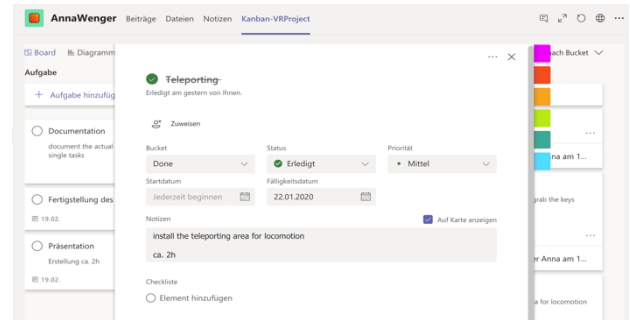 AnnaWenger Beiträge Dateien Notizen Kanban-VRProject
Board Diagramm
ach Bucket
Aufgabe
Aufgabe hinzufüg
Documentation
document the actual
single tasks
Fertigstellung des
19.02.
Präsentation
Erstellung ca. 2h
19.02.
Teleporting
Erledigt am gestern von Ihnen.
Zuweisen
Bucket Status Priorität
Done Erledigt Mittel
Startdatum Fälligkeitsdatum
Jederzeit beginnen 22.01.2020
Notizen Auf Karte anzeigen
install the teleporting area for locomotion
ca. 2h
Checkliste
Element hinzufügen
na am 1...
grab the keys
er Anna am 1...
a for locomotion